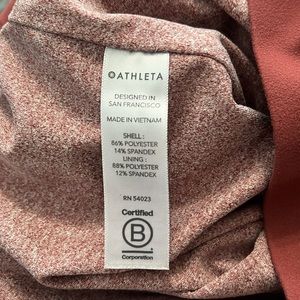 ATHLETA
DESIGNED IN
SAN FRANCISCO
MADE IN VIETNAM
SHELL :
86% POLYESTER
14% SPANDEX
LINING :
88% POLYESTER
12% SPANDEX
RN 54023
Certified
B
Corporation